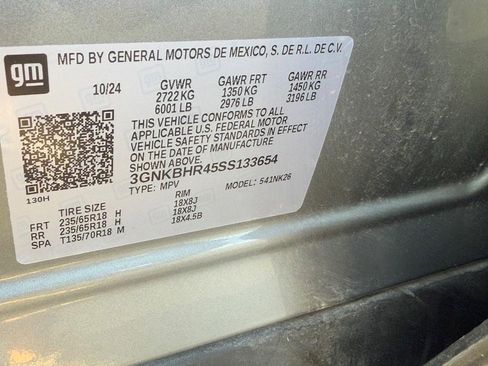 gm
MFD BY GENERAL MOTORS DE MEXICO, S. DE R.L. DE C.V.
10/24 GVWR GAWR FRT GAWR RR
2722 KG 1350 KG 1450 KG
6001 LB 2976 LB 3196 LB
THIS VEHICLE CONFORMS TO ALL
APPLICABLE U.S. FEDERAL MOTOR
VEHICLE SAFETY STANDARDS IN EFFECT ON
THE DATE OF MANUFACTURE
SHOWN ABOVE.
3GNKBHR45SS133654
TYPE: MPV MODEL: 541NK26
130H
TIRE SIZE RIM
FRT 235/65R18 H 18X8J
RR 235/65R18 H 18X8J
SPA T135/70R18 M 18X4.5B